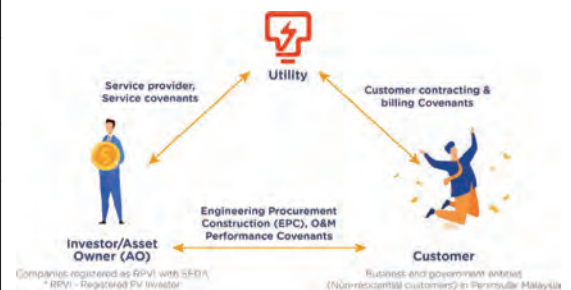 Utility
Service provider,
Service covenants
Customer contracting &
billing Covenants
Engineering Procurement
Construction (EPC), O&M
Performance Covenants
Investor/Asset
Owner (AO)
Companies registered as RPVI with SEDA
* RPVI - Registered PV Investor
Customer
Business and government entities
(Non-residential customers) in Peninsular Malaysia